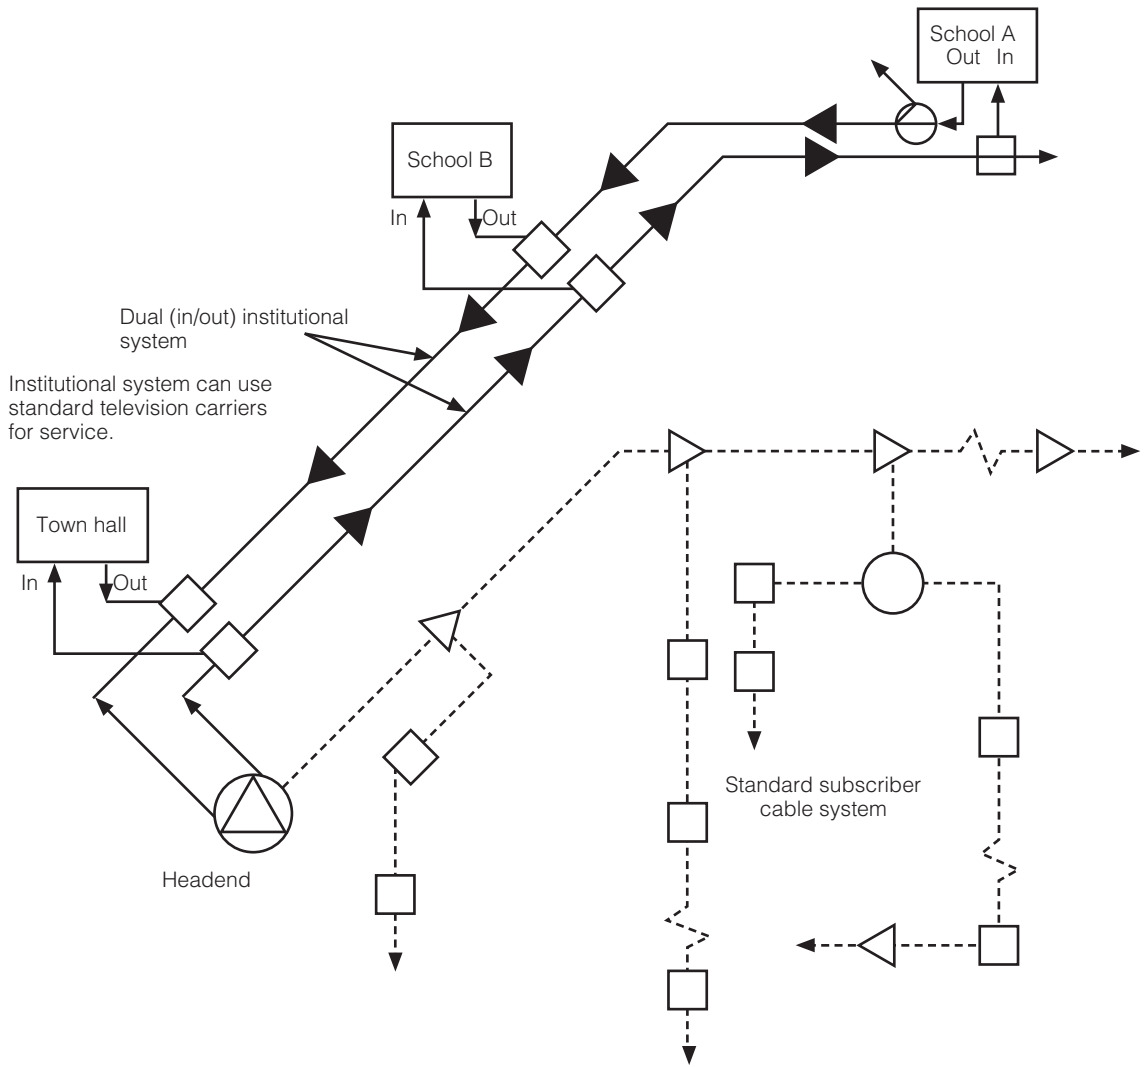 School A
Out In
School B
In
Out
Dual (in/out) institutional
system
Institutional system can use
standard television carriers
for service.
Town hall
In
Out
Standard subscriber
cable system
Headend